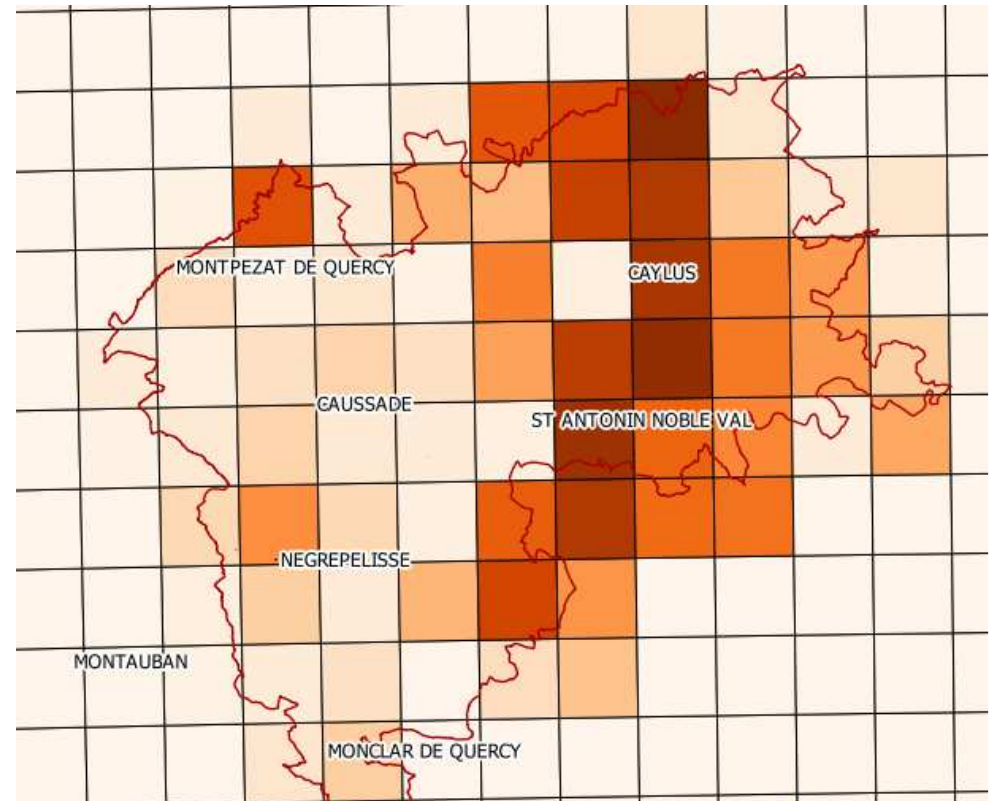 MONTPEZAT DE QUERCY
CAYLUS
CAUSSADE
ST ANTONIN NOBLE VAL
NEGREPELISSE
MONTAUBAN
MONCLAR DE QUERCY